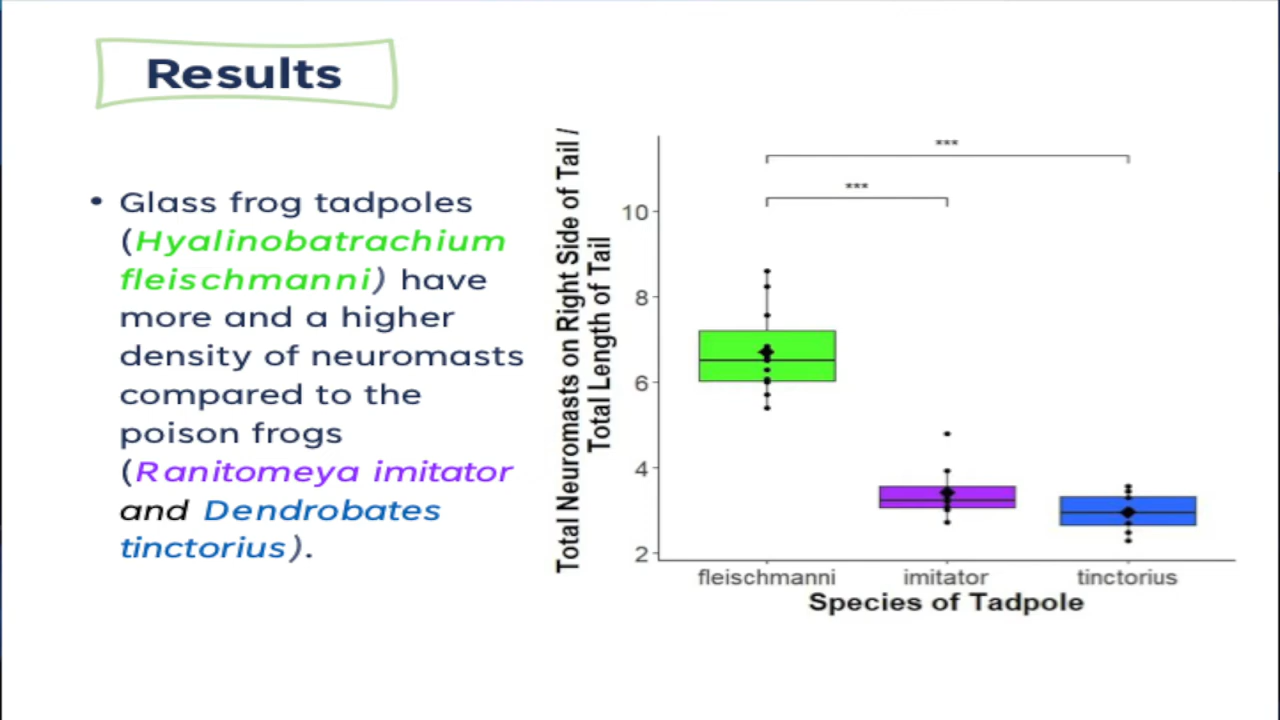 Results
• Glass frog tadpoles
(Hyalinobatrachium
fleischmanni) have
more and a higher
density of neuromasts
compared to the
poison frogs
(Ranitomeya imitator
and Dendrobates
tinctorius).
Total Neuromasts on Right Side of Tail /
Total Length of Tail
***
***
10
8
6
4
2
fleischmanni imitator tinctorius
Species of Tadpole